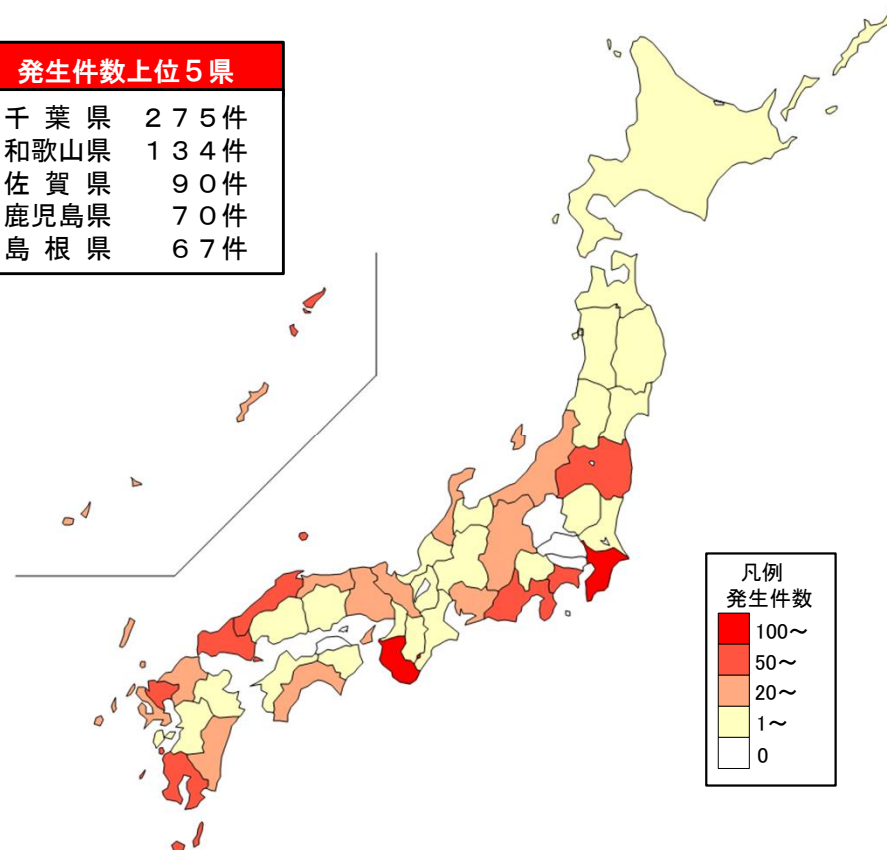 発生件数上位５県
千 葉 県 ２７５件
和歌山県 １３４件
佐 賀 県 ９０件
鹿児島県 ７０件
島 根 県 ６７件
凡例
発生件数
100～
50～
20～
1～
0